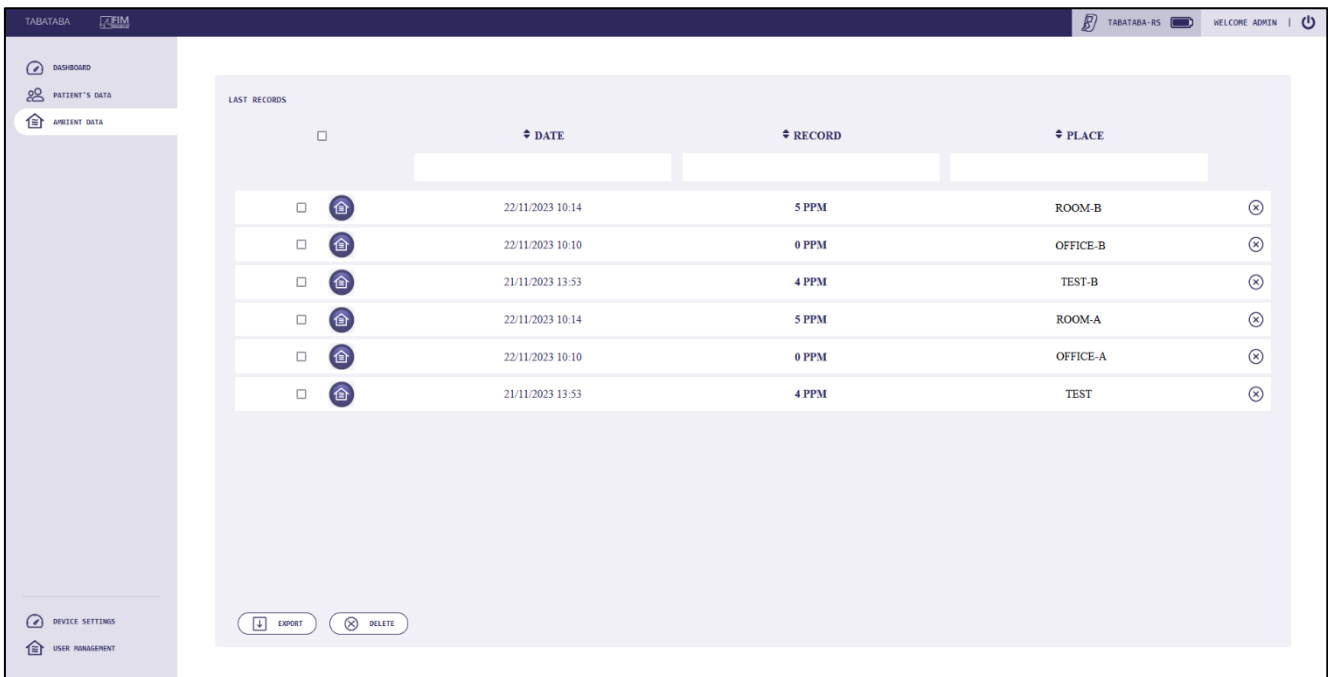 TABATABA FIM TABATABA-RS WELCOME ADMIN |
DASHBOARD
PATIENT'S DATA
AMBIENT DATA
LAST RECORDS
DATE RECORD PLACE
22/11/2023 10:14 5 PPM ROOM-B
22/11/2023 10:10 0 PPM OFFICE-B
21/11/2023 13:53 4 PPM TEST-B
22/11/2023 10:14 5 PPM ROOM-A
22/11/2023 10:10 0 PPM OFFICE-A
21/11/2023 13:53 4 PPM TEST
EXPORT DELETE
DEVICE SETTINGS
USER MANAGEMENT